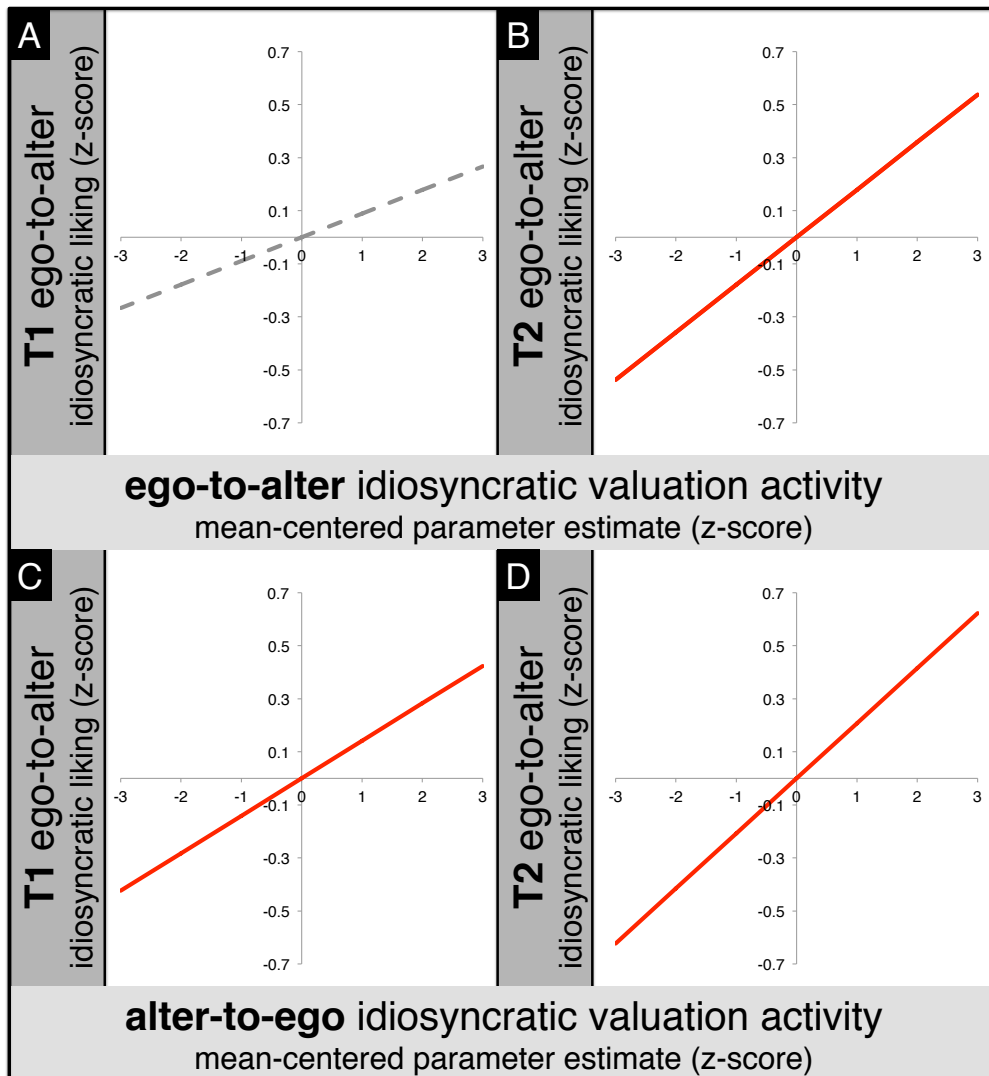 A
T1 ego-to-alter
idiosyncratic liking (z-score)
0.7
0.5
0.3
0.1
-3 -2 -1 0 1 2 3
-0.1
-0.3
-0.5
-0.7
B
T2 ego-to-alter
idiosyncratic liking (z-score)
0.7
0.5
0.3
0.1
-3 -2 -1 0 1 2 3
-0.1
-0.3
-0.5
-0.7
ego-to-alter idiosyncratic valuation activity
mean-centered parameter estimate (z-score)
C
T1 ego-to-alter
idiosyncratic liking (z-score)
0.7
0.5
0.3
0.1
-3 -2 -1 0 1 2 3
-0.1
-0.3
-0.5
-0.7
D
T2 ego-to-alter
idiosyncratic liking (z-score)
0.7
0.5
0.3
0.1
-3 -2 -1 0 1 2 3
-0.1
-0.3
-0.5
-0.7
alter-to-ego idiosyncratic valuation activity
mean-centered parameter estimate (z-score)